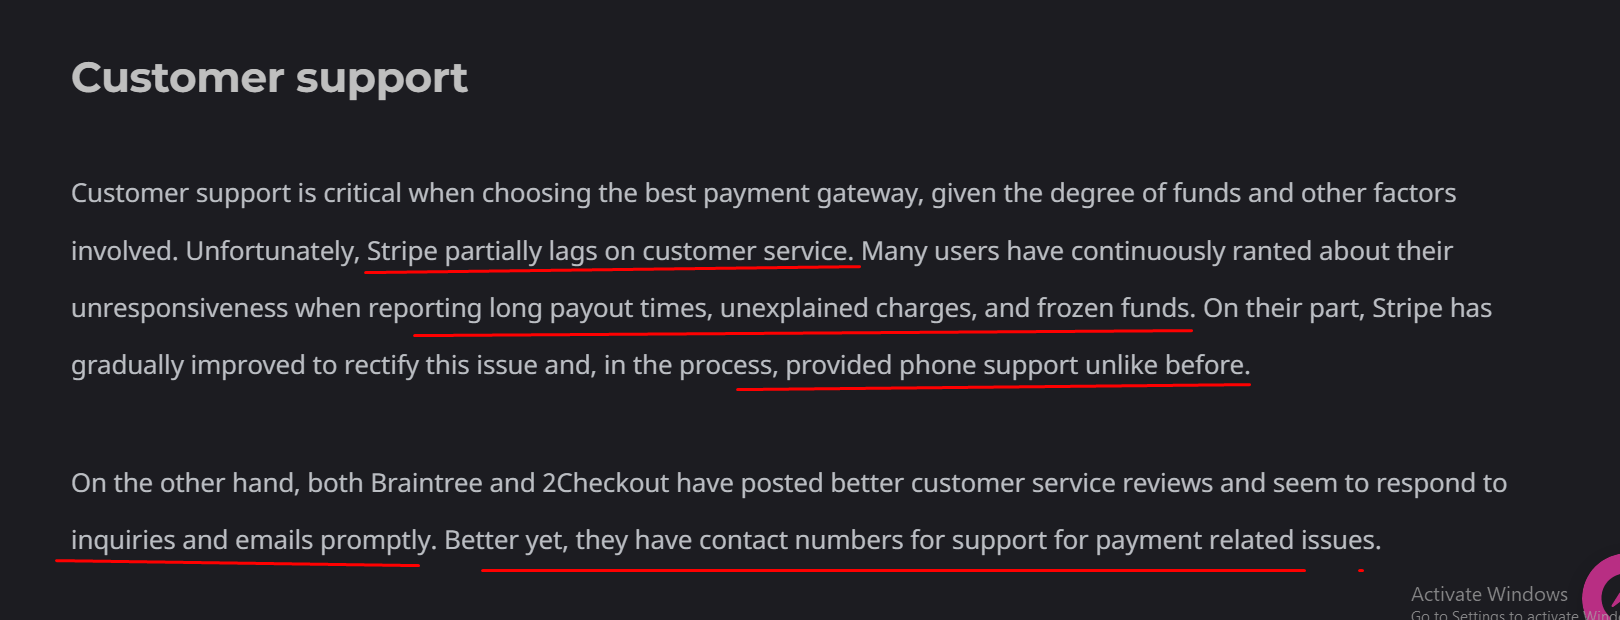 Customer support
Customer support is critical when choosing the best payment gateway, given the degree of funds and other factors
involved. Unfortunately, Stripe partially lags on customer service. Many users have continuously ranted about their
unresponsiveness when reporting long payout times, unexplained charges, and frozen funds. On their part, Stripe has
gradually improved to rectify this issue and, in the process, provided phone support unlike before.
On the other hand, both Braintree and 2Checkout have posted better customer service reviews and seem to respond to
inquiries and emails promptly. Better yet, they have contact numbers for support for payment related issues.
Activate Windows
Go to Settings to activate Wind